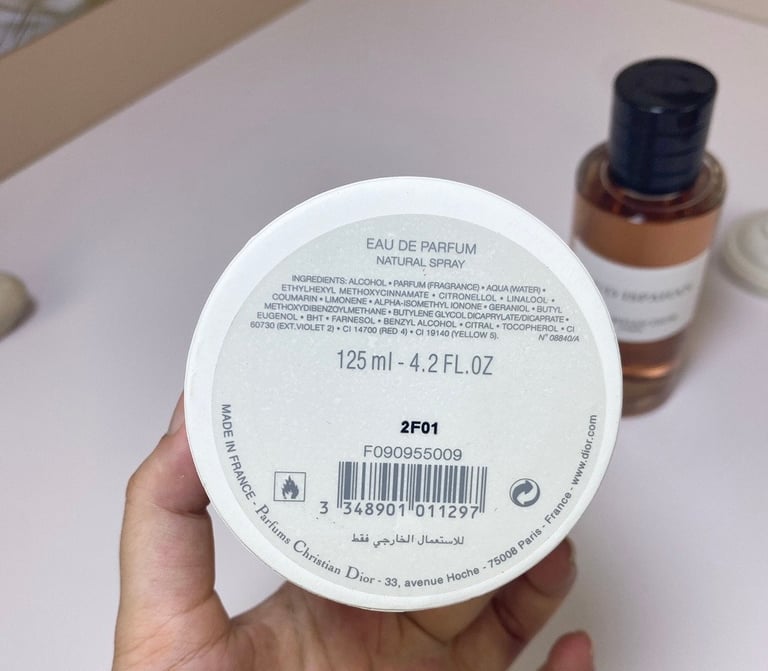 EAU DE PARFUM
NATURAL SPRAY
INGREDIENTS: ALCOHOL • PARFUM (FRAGRANCE) • AQUA (WATER) •
ETHYLHEXYL METHOXYCINNAMATE • CITRONELLOL • LINALOOL •
COUMARIN • LIMONENE • ALPHA-ISOMETHYL IONONE • GERANIOL • BUTYL
METHOXYDIBENZOYLMETHANE • BUTYLENE GLYCOL DICAPRYLATE/DICAPRATE •
EUGENOL • BHT • FARNESOL • BENZYL ALCOHOL • CITRAL • TOCOPHEROL • CI
60730 (EXT.VIOLET 2) • CI 14700 (RED 4) • CI 19140 (YELLOW 5). N° 08840/A
125 ml - 4.2 FL.OZ
2F01
F090955009
3 348901 011297
للاستعمال الخارجي فقط
MADE IN FRANCE - Parfums Christian Dior - 33, avenue Hoche - 75008 Paris - France - www.dior.com
ISPAHAN